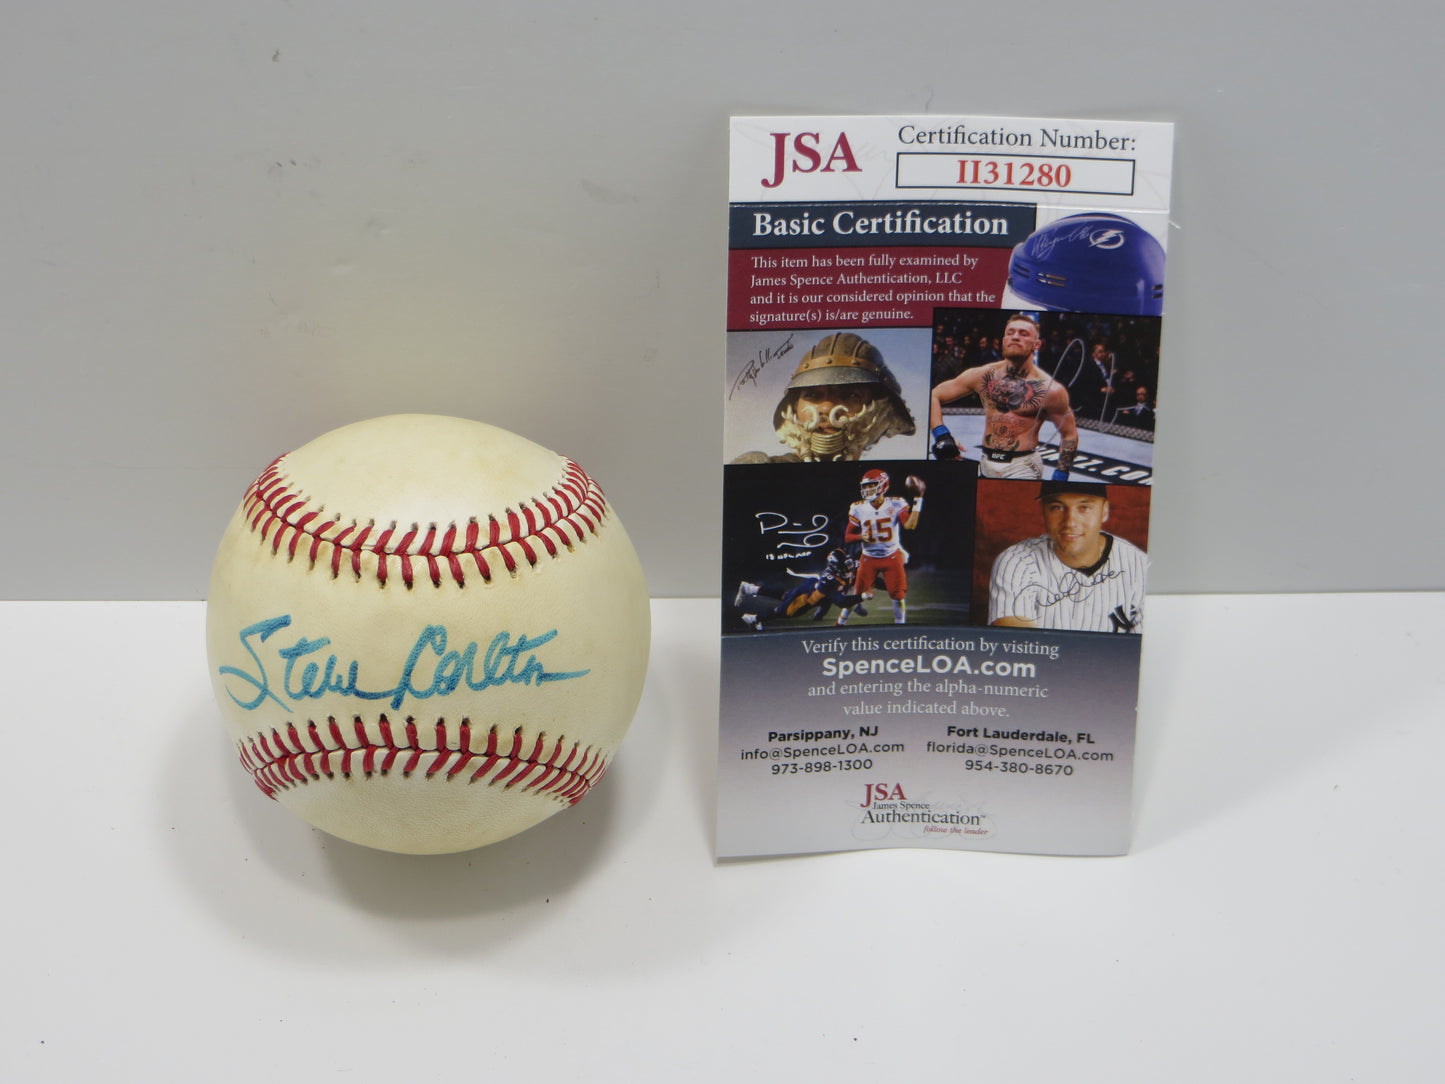 Steve Carlton
JSA
Certification Number:
II31280
Basic Certification
This item has been fully examined by
James Spence Authentication, LLC
and it is our considered opinion that the
signature(s) is/are genuine.
UFC
15
Verify this certification by visiting
SpenceLOA.com
and entering the alpha-numeric
value indicated above.
Parsippany, NJ
info@SpenceLOA.com
973-898-1300
Fort Lauderdale, FL
florida@SpenceLOA.com
954-380-8670
JSA
James Spence
Authentication™
follow the leader